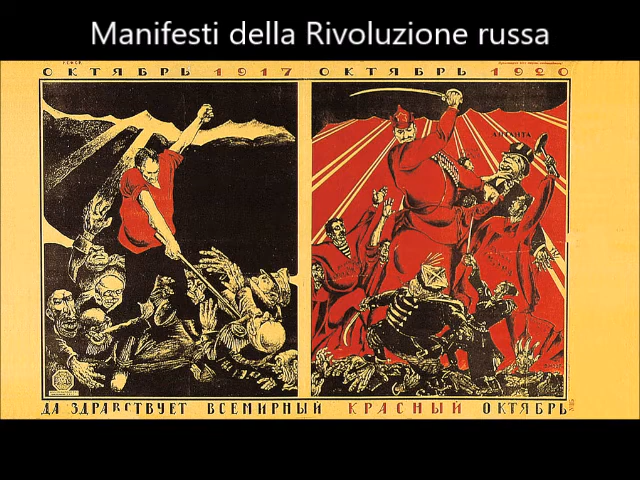 Manifesti della Rivoluzione russa
ОКТЯБРЬ 1917 ОКТЯБРЬ 1920
АНТАНТА
ДА ЗДРАВСТВУЕТ ВСЕМИРНЫЙ КРАСНЫЙ ОКТЯБРЬ